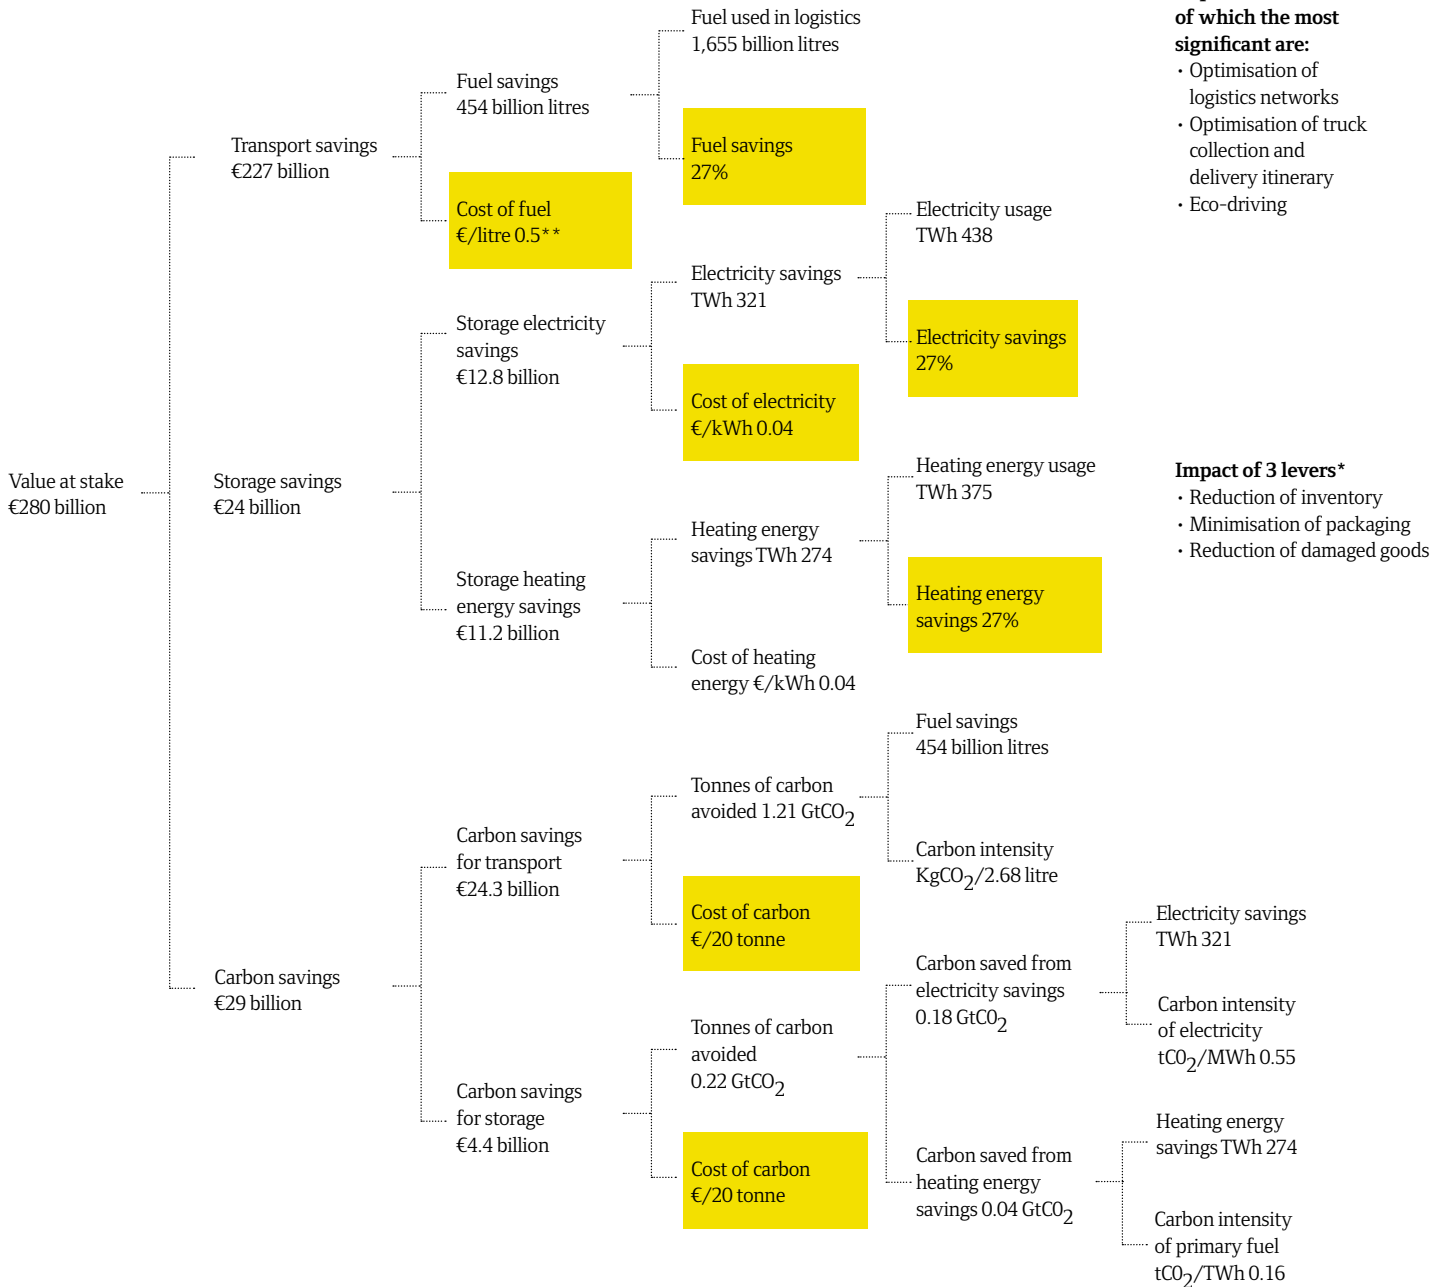 Fuel used in logistics
1,655 billion litres
of which the most
significant are:
· Optimisation of
logistics networks
· Optimisation of truck
collection and
delivery itinerary
· Eco-driving
Fuel savings
454 billion litres
Fuel savings
27%
Transport savings
€227 billion
Cost of fuel
€/litre 0.5**
Electricity usage
TWh 438
Electricity savings
TWh 321
Storage electricity
savings
€12.8 billion
Electricity savings
27%
Cost of electricity
€/kWh 0.04
Value at stake
€280 billion
Storage savings
€24 billion
Heating energy usage
TWh 375
Impact of 3 levers*
· Reduction of inventory
· Minimisation of packaging
· Reduction of damaged goods
Heating energy
savings TWh 274
Storage heating
energy savings
€11.2 billion
Heating energy
savings 27%
Cost of heating
energy €/kWh 0.04
Fuel savings
454 billion litres
Tonnes of carbon
avoided 1.21 GtCO2
Carbon savings
for transport
€24.3 billion
Carbon intensity
KgCO2/2.68 litre
Cost of carbon
€/20 tonne
Electricity savings
TWh 321
Carbon savings
€29 billion
Carbon saved from
electricity savings
0.18 GtC02
Carbon intensity
of electricity
tC02/MWh 0.55
Tonnes of carbon
avoided
0.22 GtCO2
Carbon savings
for storage
€4.4 billion
Heating energy
savings TWh 274
Cost of carbon
€/20 tonne
Carbon saved from
heating energy
savings 0.04 GtC02
Carbon intensity
of primary fuel
tC02/TWh 0.16